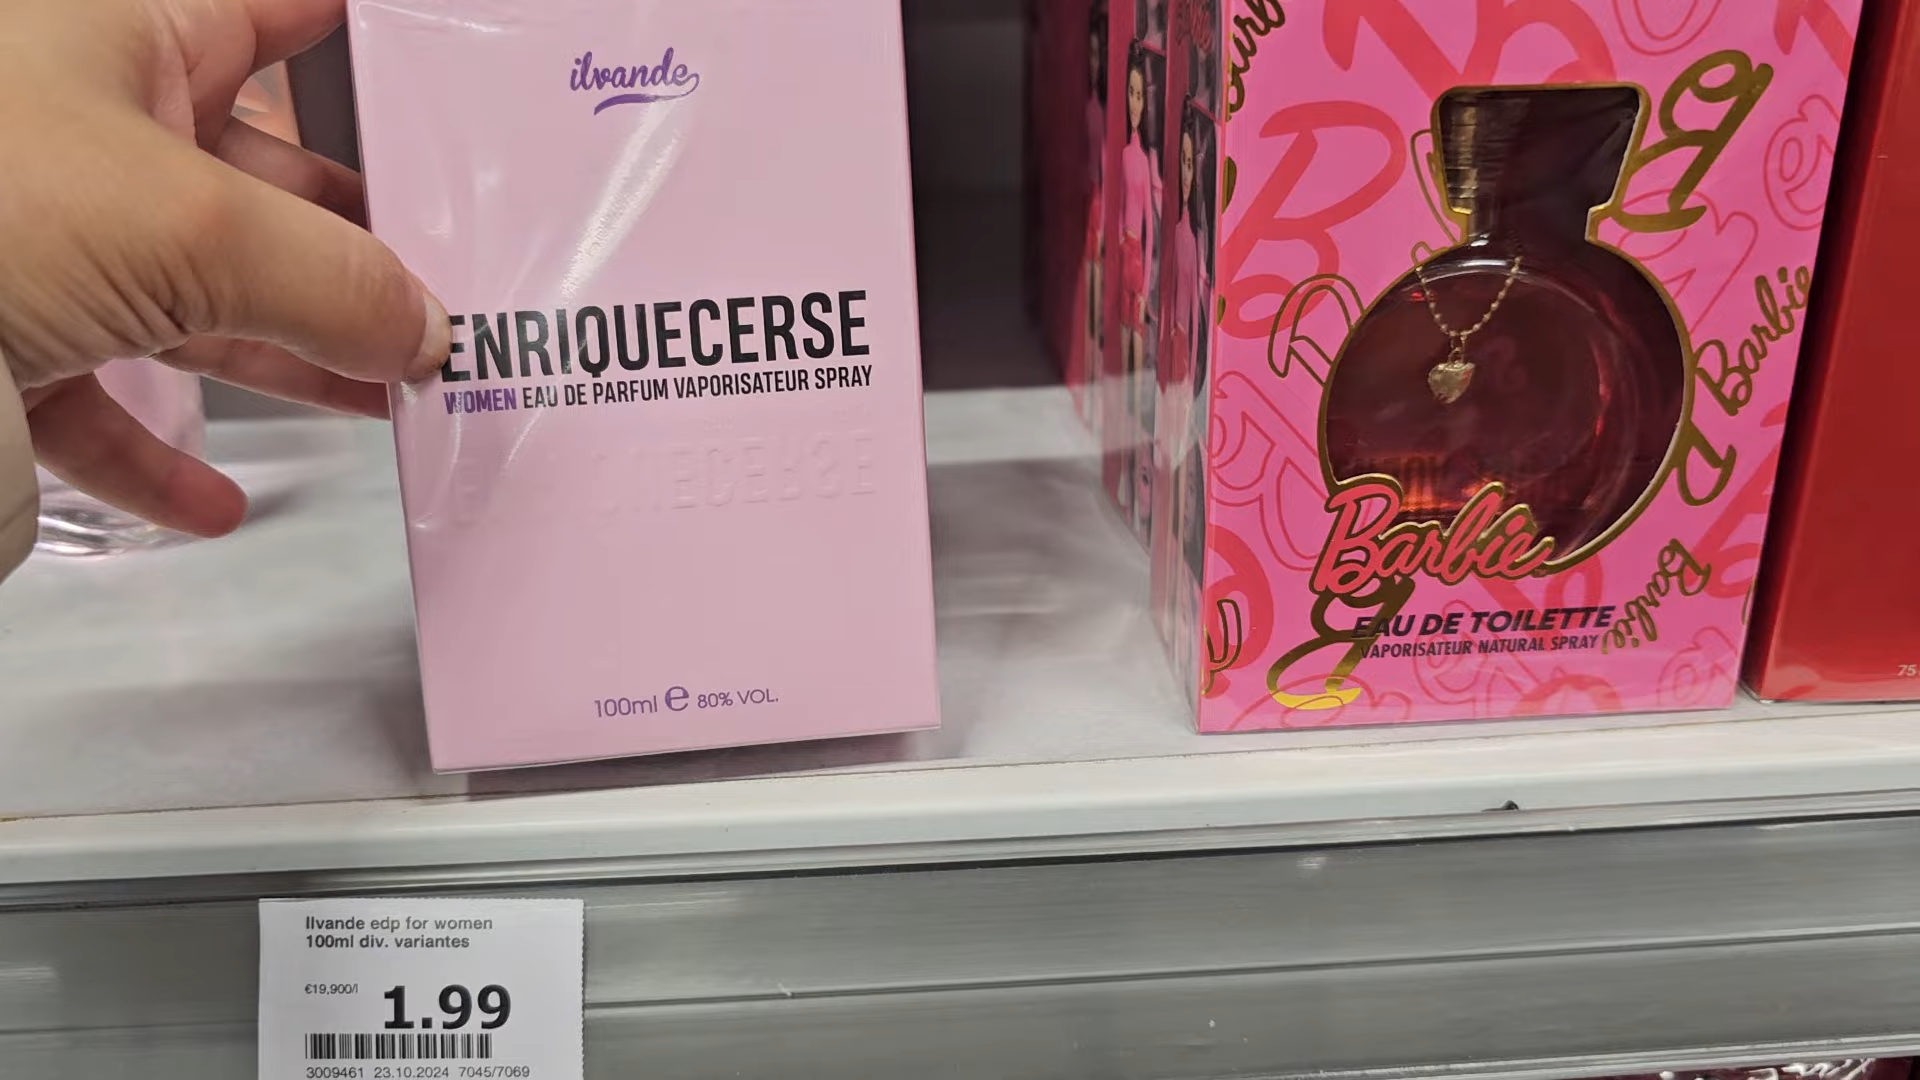 ilvande
ENRIQUECERSE
WOMEN EAU DE PARFUM VAPORISATEUR SPRAY
100ml e 80% VOL.
Barbie
EAU DE TOILETTE
VAPORISATEUR NATURAL SPRAY
Barbie
Barbie
75
Ilvande edp for women
100ml div. variantes
€19,900/l
1.99
3009461 23.10.2024 7045/7069